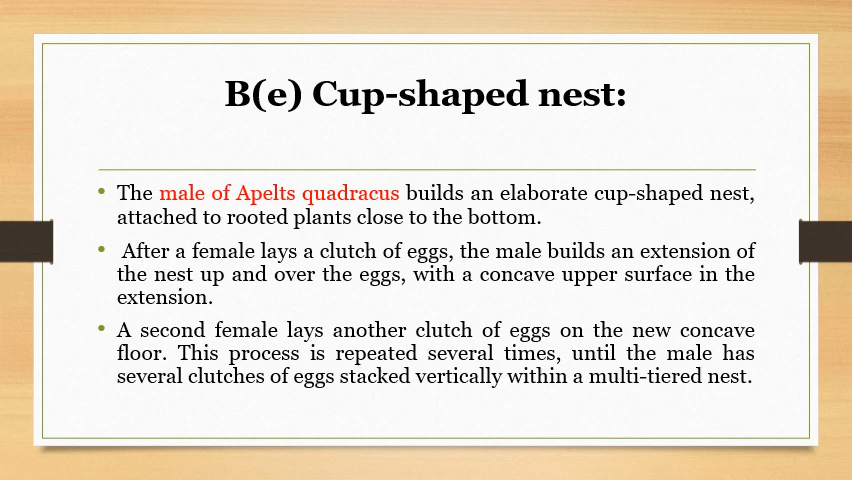 B(e) Cup-shaped nest:
• The male of Apelts quadracus builds an elaborate cup-shaped nest,
attached to rooted plants close to the bottom.
• After a female lays a clutch of eggs, the male builds an extension of
the nest up and over the eggs, with a concave upper surface in the
extension.
• A second female lays another clutch of eggs on the new concave
floor. This process is repeated several times, until the male has
several clutches of eggs stacked vertically within a multi-tiered nest.